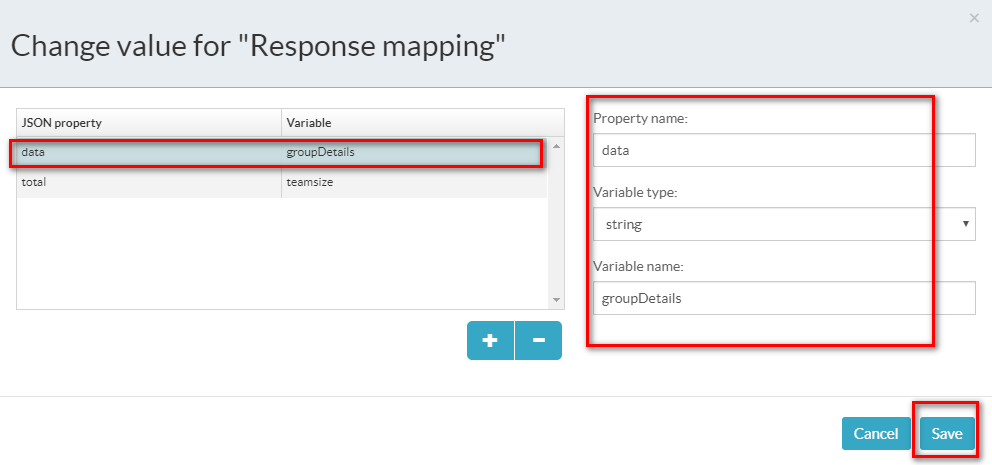 ×
Change value for "Response mapping"
JSON property Variable
data groupDetails
total teamsize
+ −
Property name:
data
Variable type:
string
Variable name:
groupDetails
Cancel Save